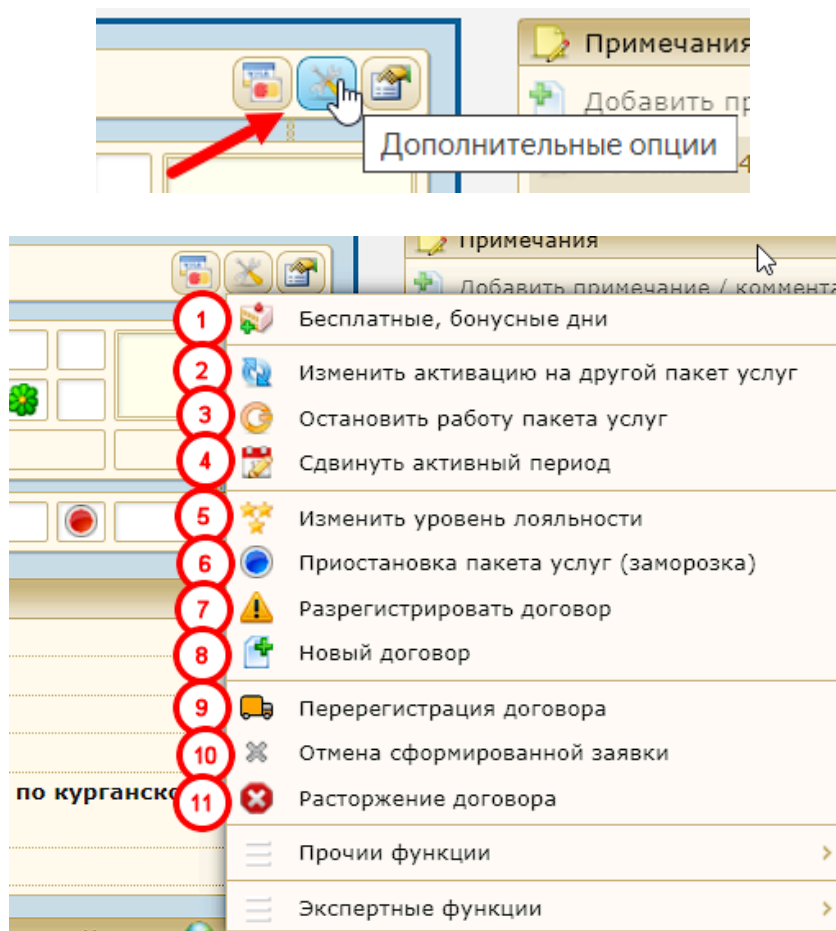 Примечания
Добавить пр
Дополнительные опции
4
Примечания
Добавить примечание / коммента
1 Бесплатные, бонусные дни
2 Изменить активацию на другой пакет услуг
3 Остановить работу пакета услуг
4 Сдвинуть активный период
5 Изменить уровень лояльности
6 Приостановка пакета услуг (заморозка)
7 Разрегистрировать договор
8 Новый договор
9 Перерегистрация договора
10 Отмена сформированной заявки
по курганско
11 Расторжение договора
Прочии функции
Экспертные функции